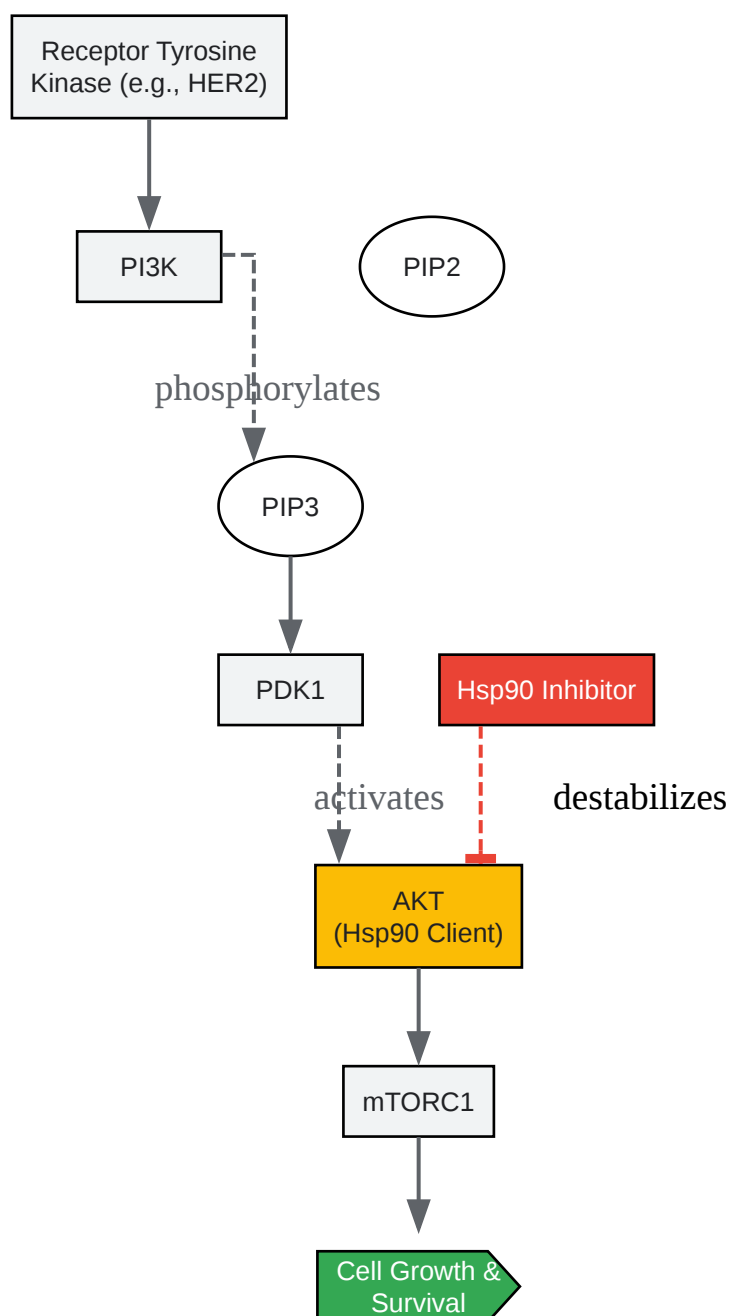 Receptor Tyrosine
Kinase (e.g., HER2)
PI3K
PIP2
phosphorylates
PIP3
PDK1
Hsp90 Inhibitor
activates
destabilizes
AKT
(Hsp90 Client)
mTORC1
Cell Growth &
Survival